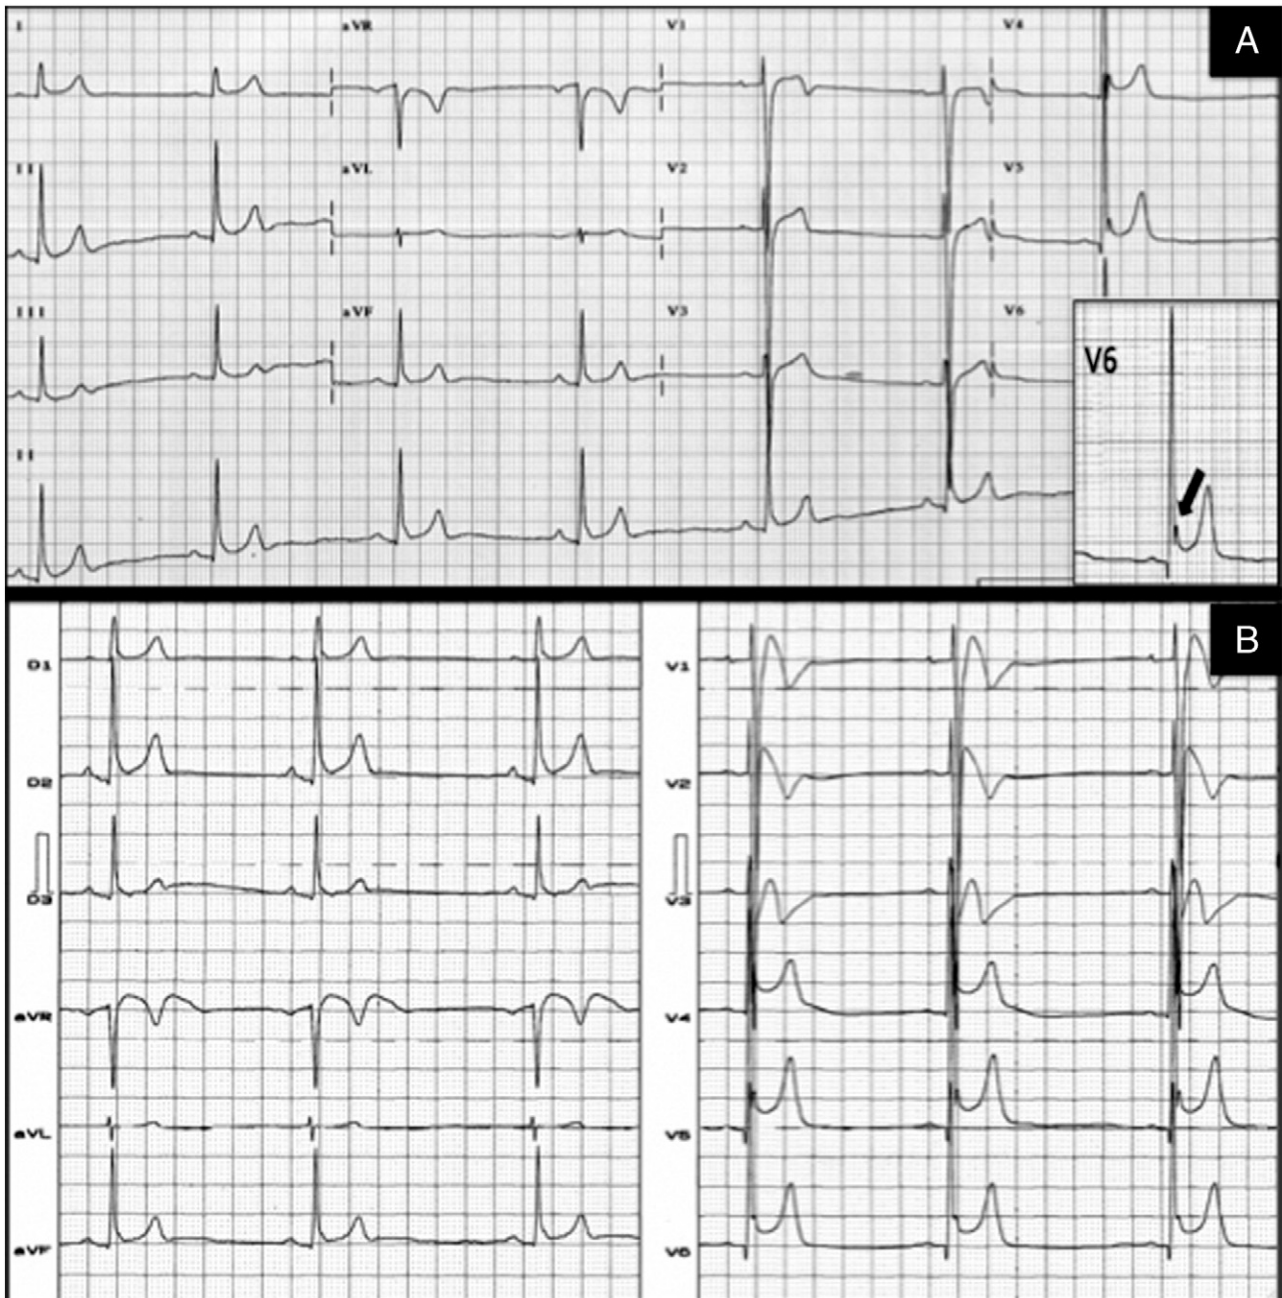 I aVR V1 V4 A
II aVL V2 V5
III aVF V3 V6
II
V6
B
D1 V1
D2 V2
D3 V3
aVR V4
aVL V5
aVF V6